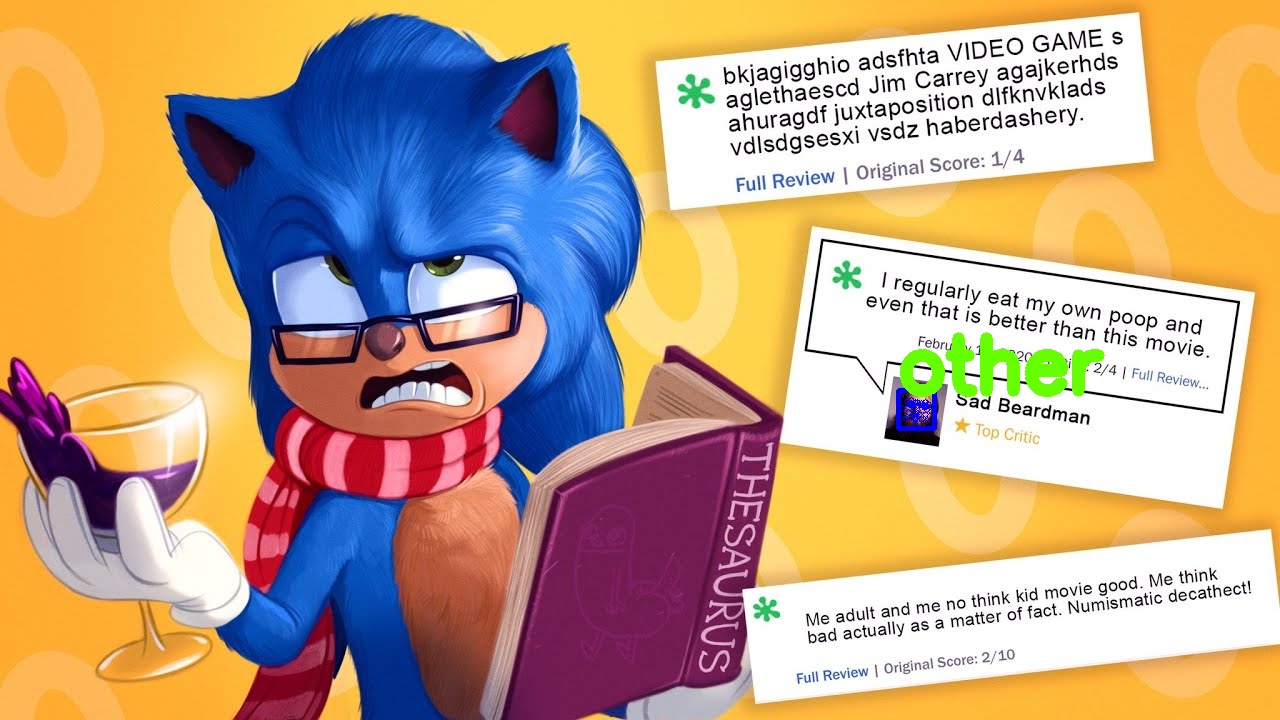 bkjagigghio adsfhta VIDEO GAME s
aglethaescd Jim Carrey agajkerhds
ahuragdf juxtaposition dlfknvklads
vdlsdgsesxi vsdz haberdashery.
Full Review | Original Score: 1/4
I regularly eat my own poop and
even that is better than this movie.
2/4 | Full Review...
other
Sad Beardman
Top Critic
THESAURUS
Me adult and me no think kid movie good. Me think
bad actually as a matter of fact. Numismatic decathect!
Full Review | Original Score: 2/10